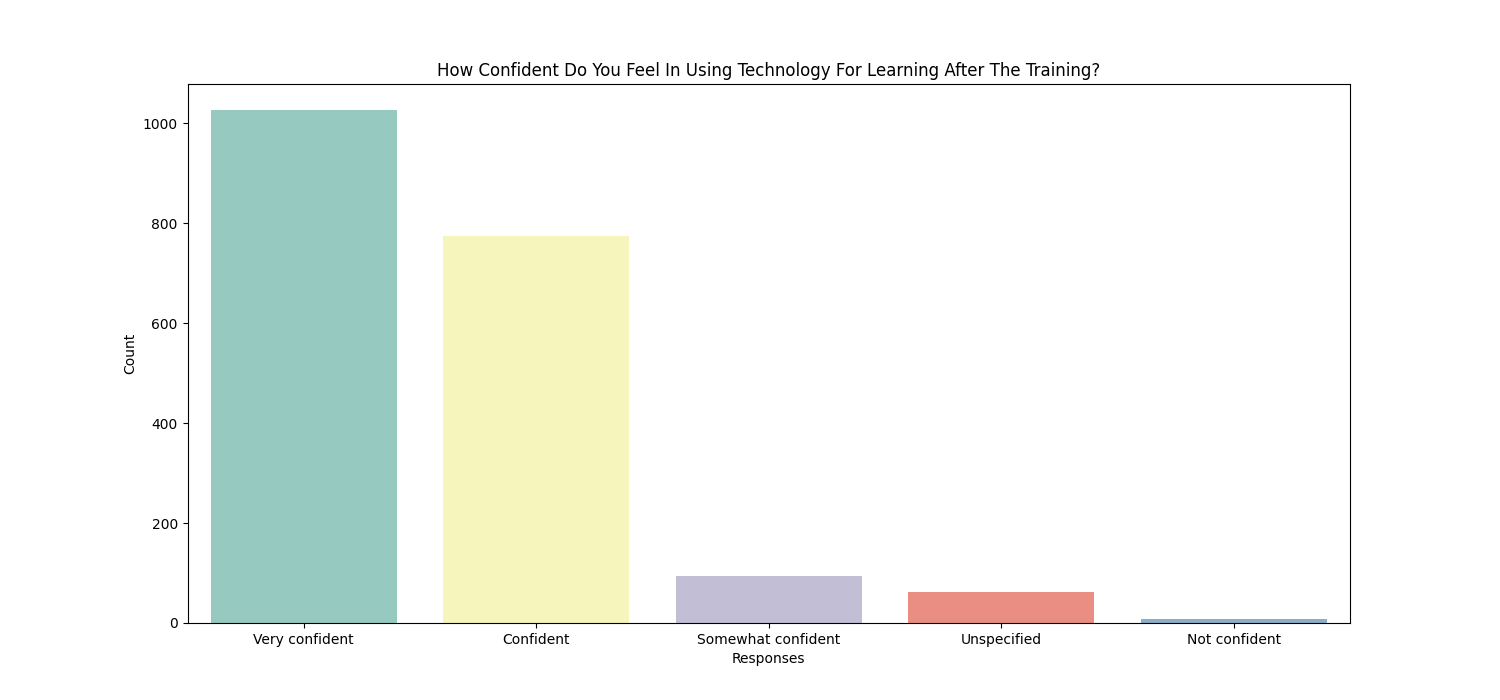 How Confident Do You Feel In Using Technology For Learning After The Training?
1000
800
600
400
200
0
Count
Very confident
Confident
Somewhat confident
Unspecified
Not confident
Responses